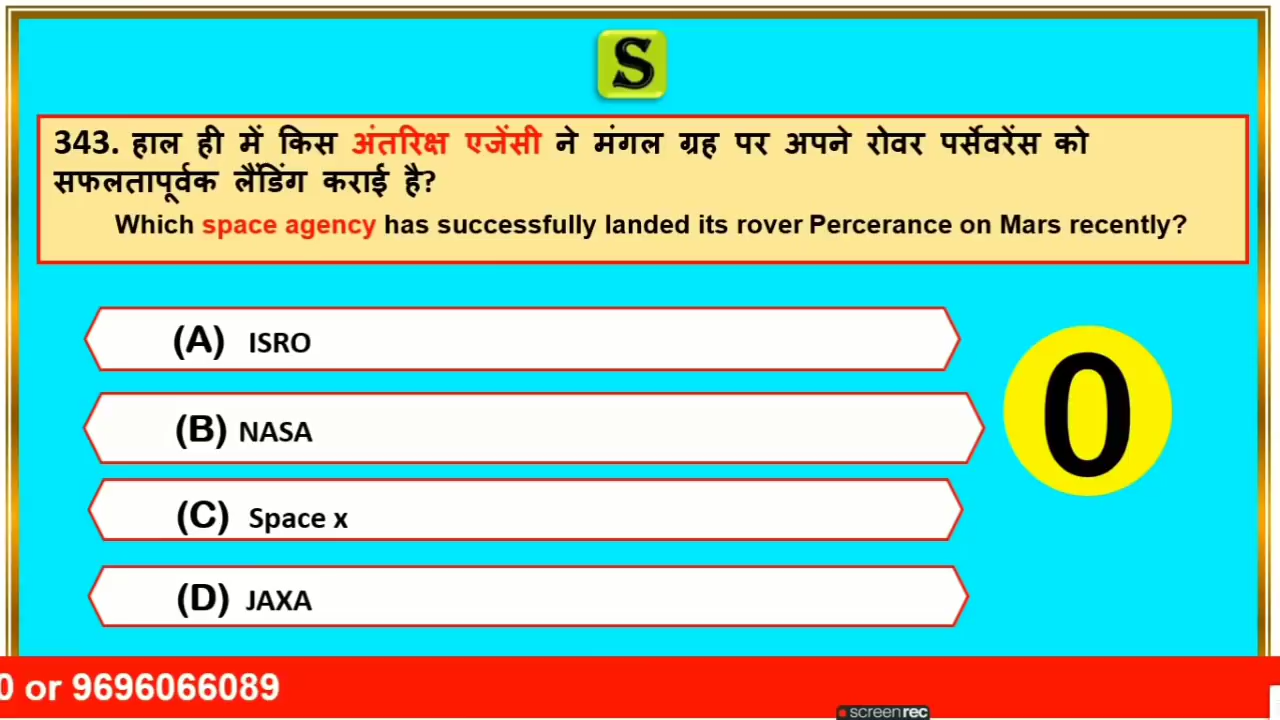 S
343. हाल ही में किस अंतरिक्ष एजेंसी ने मंगल ग्रह पर अपने रोवर पर्सेवरेंस को
सफलतापूर्वक लैंडिंग कराई है?
Which space agency has successfully landed its rover Percerance on Mars recently?
(A) ISRO
(B) NASA
0
(C) Space x
(D) JAXA
0 or 9696066089
screenrec